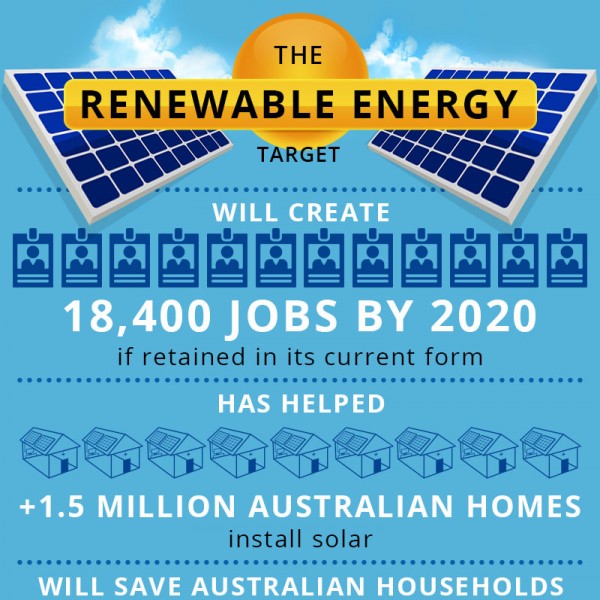 THE
RENEWABLE ENERGY
TARGET
WILL CREATE
18,400 JOBS BY 2020
if retained in its current form
HAS HELPED
+1.5 MILLION AUSTRALIAN HOMES
install solar
WILL SAVE AUSTRALIAN HOUSEHOLDS